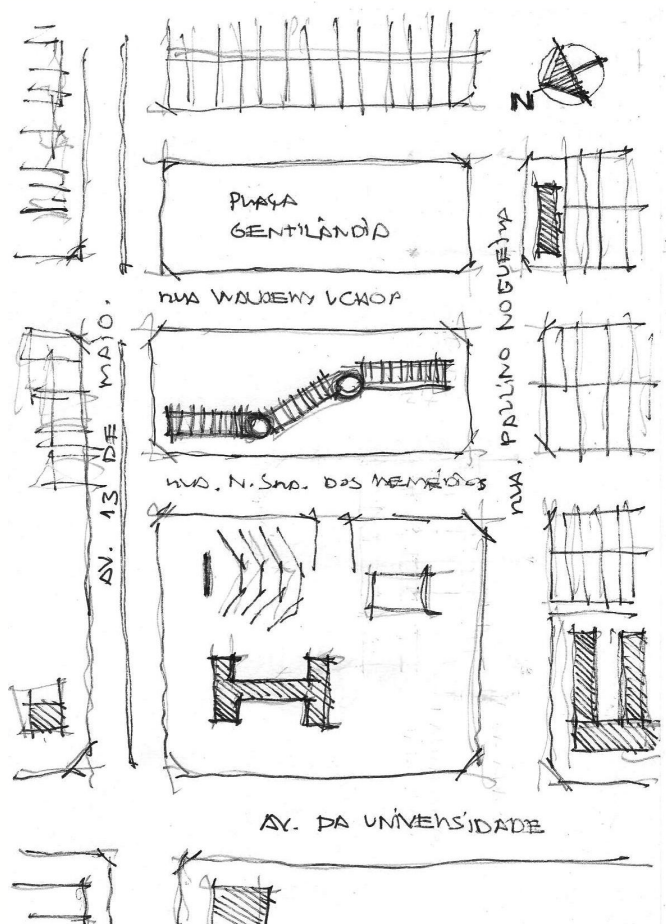 N
PRAÇA
GENTILÂNDIA
RUA WALDERY UCHOA
RUA. PAULINO NOGUEIRA
AV. 13 DE MAIO.
RUA. N. SRA. DOS REMÉDIOS
AV. DA UNIVERSIDADE